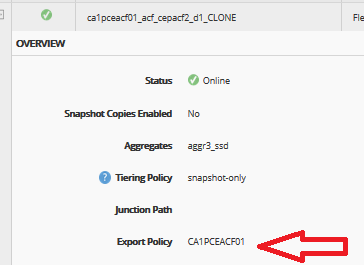 ca1pceacf01_acf_cepacf2_d1_CLONE Fle
OVERVIEW
Status Online
Snapshot Copies Enabled No
Aggregates aggr3_ssd
? Tiering Policy snapshot-only
Junction Path
Export Policy CA1PCEACF01